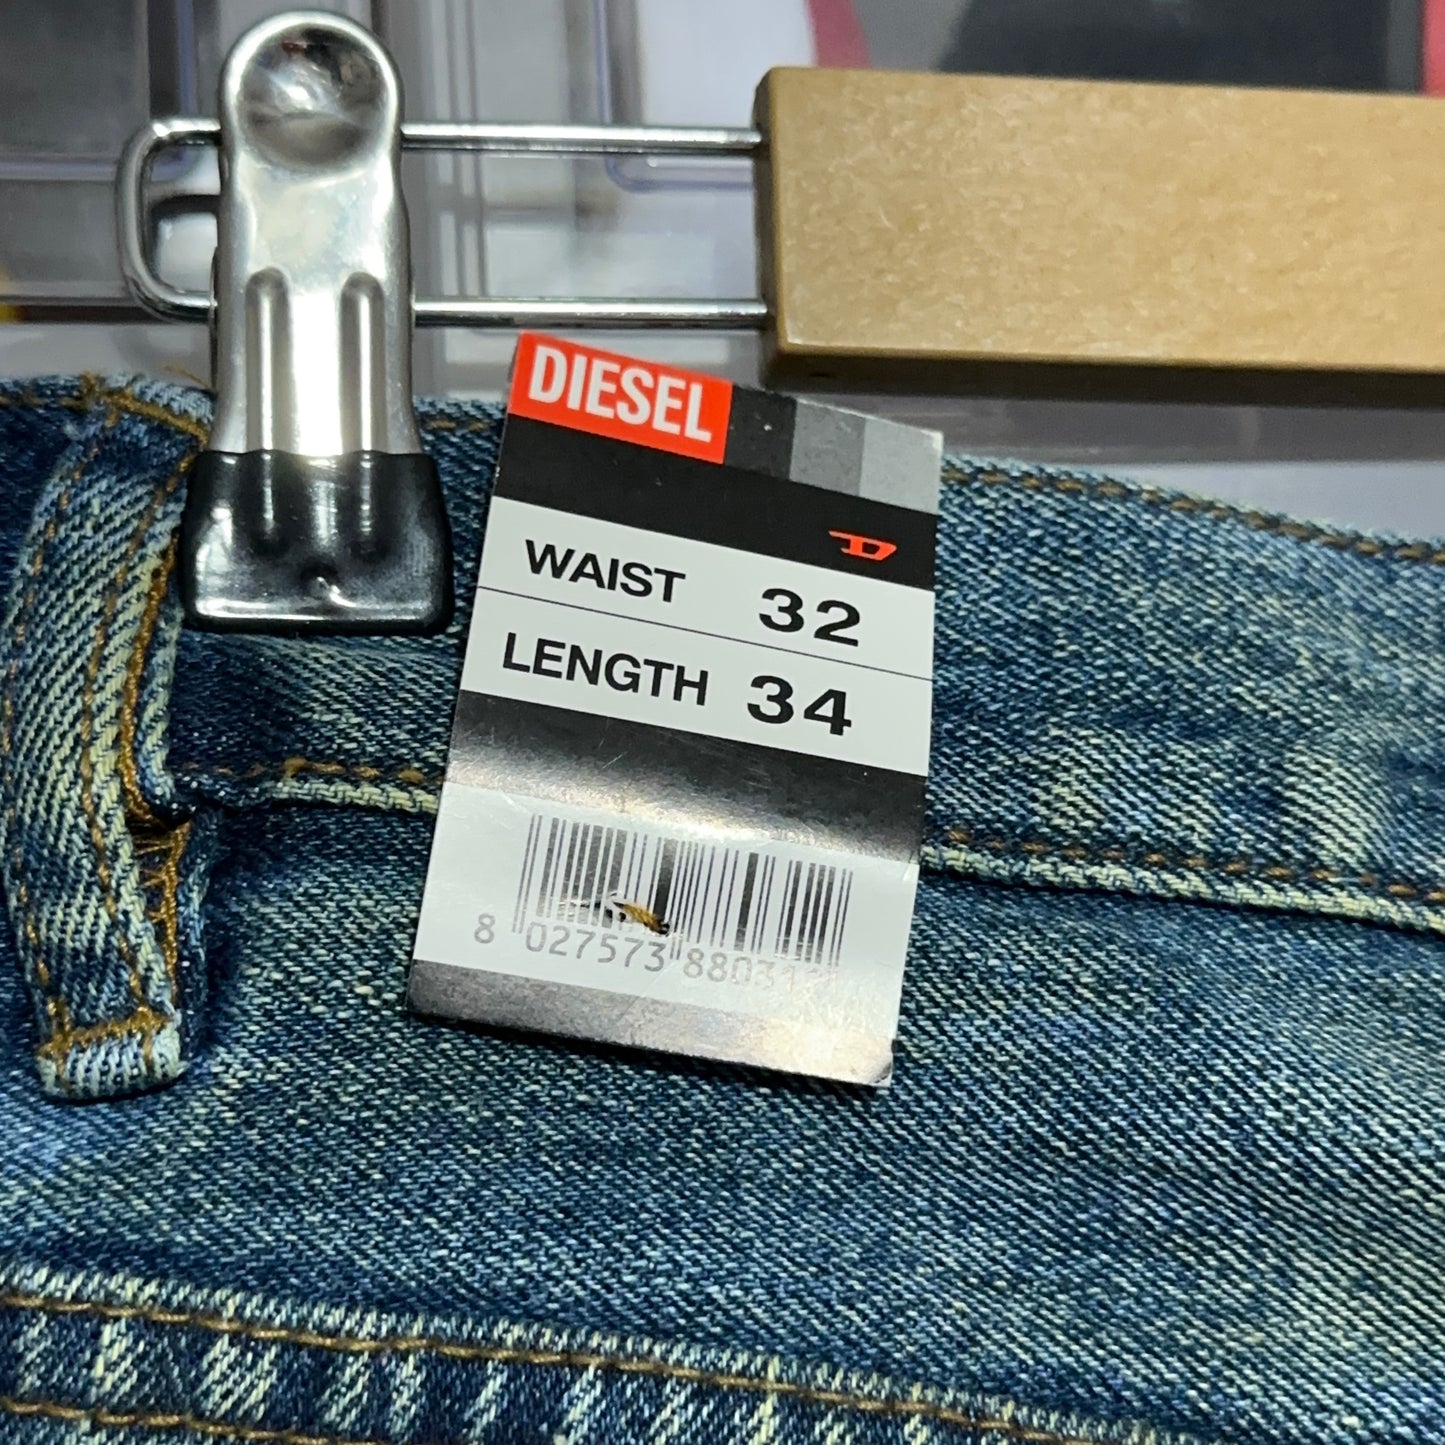 DIESEL
WAIST 32
LENGTH 34
8 027573